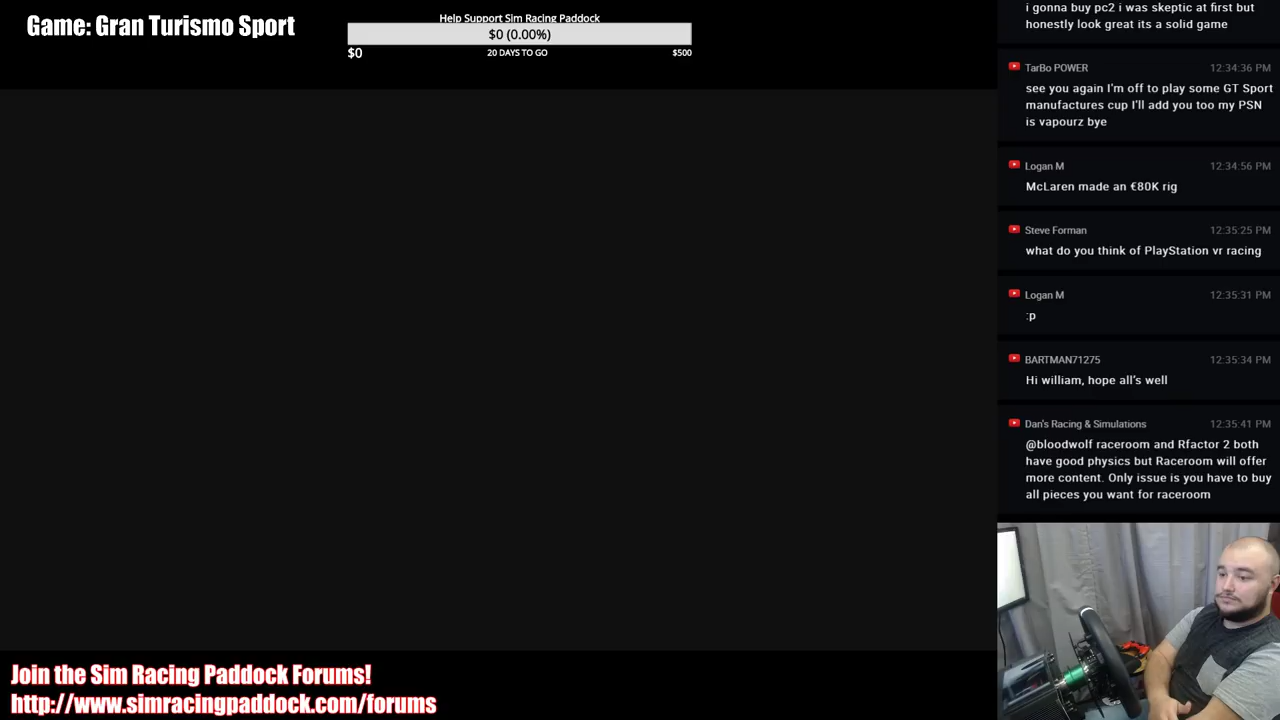 Game: Gran Turismo Sport
Help Support Sim Racing Paddock
$0 (0.00%)
$0
20 DAYS TO GO
$500
i gonna buy pc2 i was skeptic at first but
honestly look great its a solid game
TarBo POWER 12:34:36 PM
see you again I'm off to play some GT Sport
manufactures cup I'll add you too my PSN
is vapourz bye
Logan M 12:34:56 PM
McLaren made an €80K rig
Steve Forman 12:35:25 PM
what do you think of PlayStation vr racing
Logan M 12:35:31 PM
:p
BARTMAN71275 12:35:34 PM
Hi william, hope all's well
Dan's Racing & Simulations 12:35:41 PM
@bloodwolf raceroom and Rfactor 2 both
have good physics but Raceroom will offer
more content. Only issue is you have to buy
all pieces you want for raceroom
Join the Sim Racing Paddock Forums!
http://www.simracingpaddock.com/forums